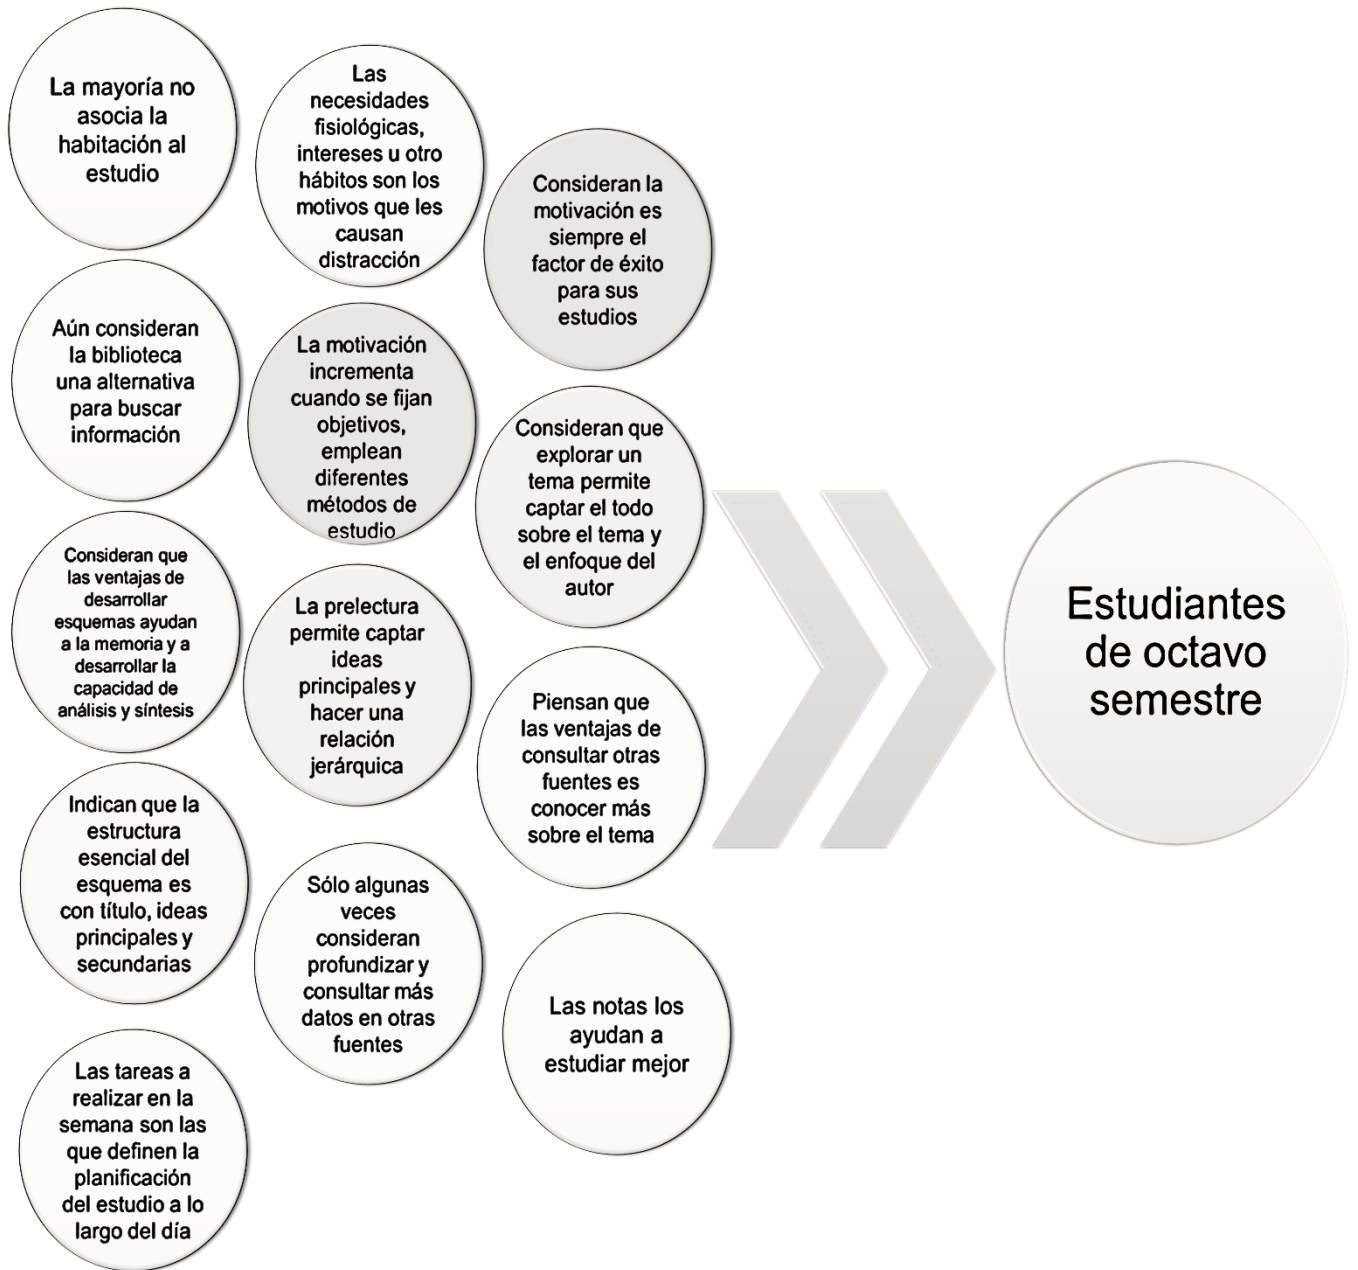 La mayoría no
asocia la
habitación al
estudio
Aún consideran
la biblioteca
una alternativa
para buscar
información
Consideran que
las ventajas de
desarrollar
esquemas ayudan
a la memoria y a
desarrollar la
capacidad de
análisis y síntesis
Indican que la
estructura
esencial del
esquema es
con título, ideas
principales y
secundarias
Las tareas a
realizar en la
semana son las
que definen la
planificación
del estudio a lo
largo del día
Las
necesidades
fisiológicas,
intereses u otro
hábitos son los
motivos que les
causan
distracción
La motivación
incrementa
cuando se fijan
objetivos,
emplean
diferentes
métodos de
estudio
La prelectura
permite captar
ideas
principales y
hacer una
relación
jerárquica
Sólo algunas
veces
consideran
profundizar y
consultar más
datos en otras
fuentes
Consideran la
motivación es
siempre el
factor de éxito
para sus
estudios
Consideran que
explorar un
tema permite
captar el todo
sobre el tema y
el enfoque del
autor
Piensan que
las ventajas de
consultar otras
fuentes es
conocer más
sobre el tema
Las notas los
ayudan a
estudiar mejor
Estudiantes
de octavo
semestre